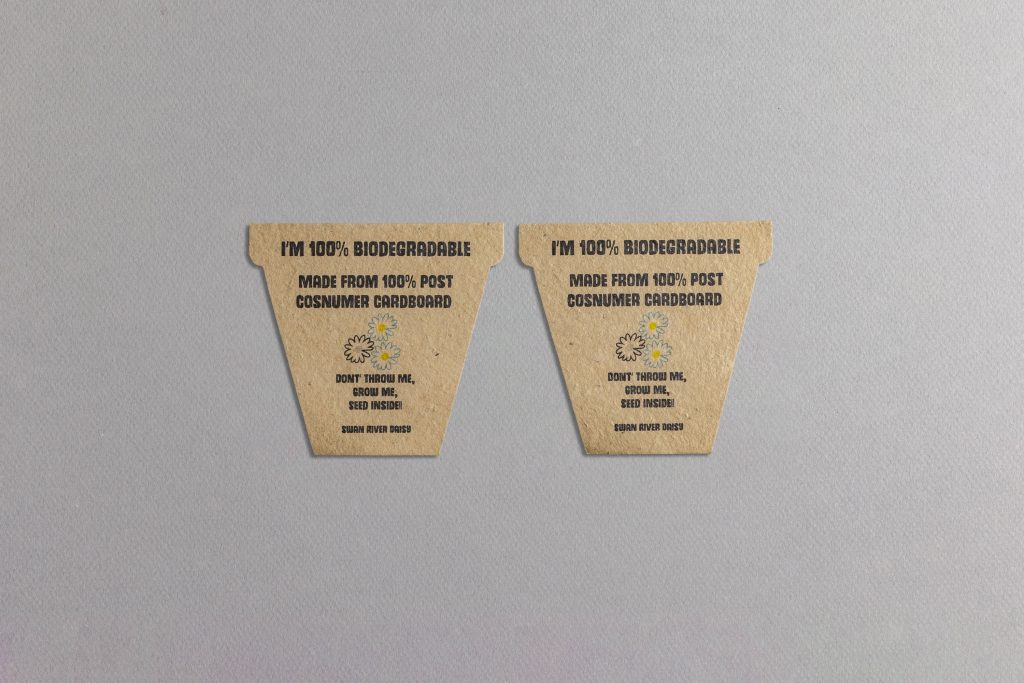 I'M 100% BIODEGRADABLE
MADE FROM 100% POST
COSNUMER CARDBOARD
DONT' THROW ME,
GROW ME,
SEED INSIDE!!
SWAN RIVER DAISY
I'M 100% BIODEGRADABLE
MADE FROM 100% POST
COSNUMER CARDBOARD
DONT' THROW ME,
GROW ME,
SEED INSIDE!!
SWAN RIVER DAISY